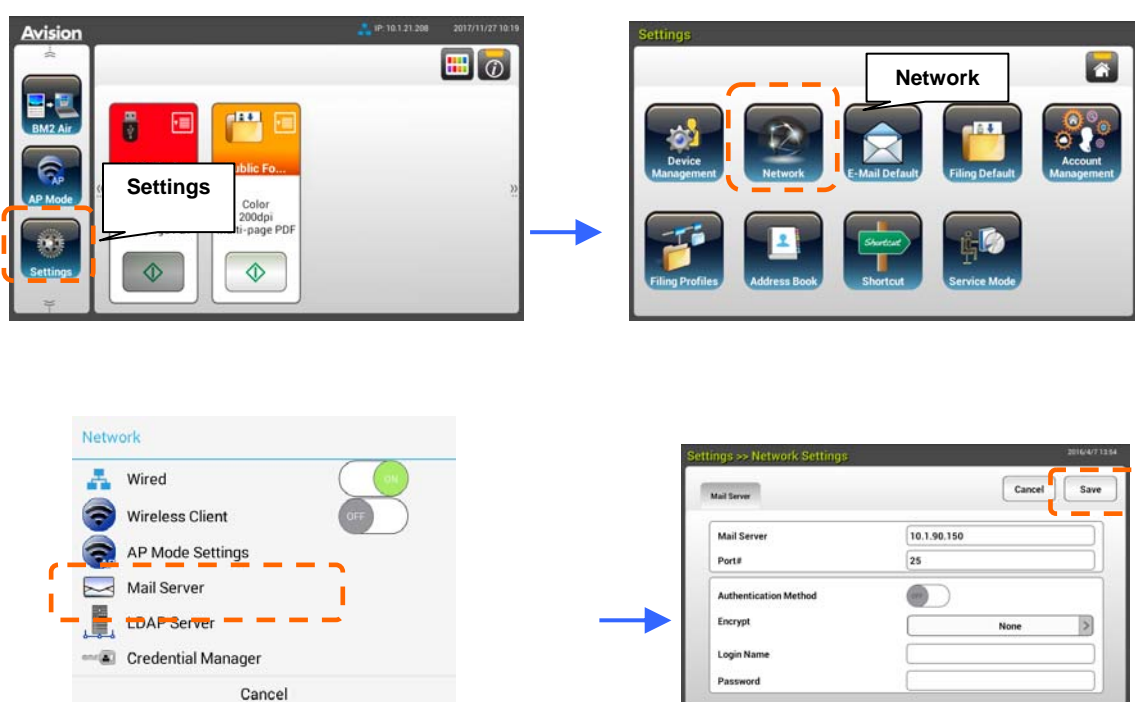 Avision
IP: 10.1.21.208 2017/11/27 10:19
BM2 Air
AP Mode
Settings
Settings
ublic Fo...
Color
200dpi
ti-page PDF
Settings
Network
Device Management
Network
E-Mail Default
Filing Default
Account Management
Filing Profiles
Address Book
Shortcut
Shortcut
Service Mode
Network
Wired
ON
Wireless Client
OFF
AP Mode Settings
Mail Server
LDAP Server
Credential Manager
Cancel
Settings >> Network Settings
2016/4/7 13:54
Mail Server
Cancel
Save
Mail Server 10.1.90.150
Port# 25
Authentication Method OFF
Encrypt None
Login Name
Password